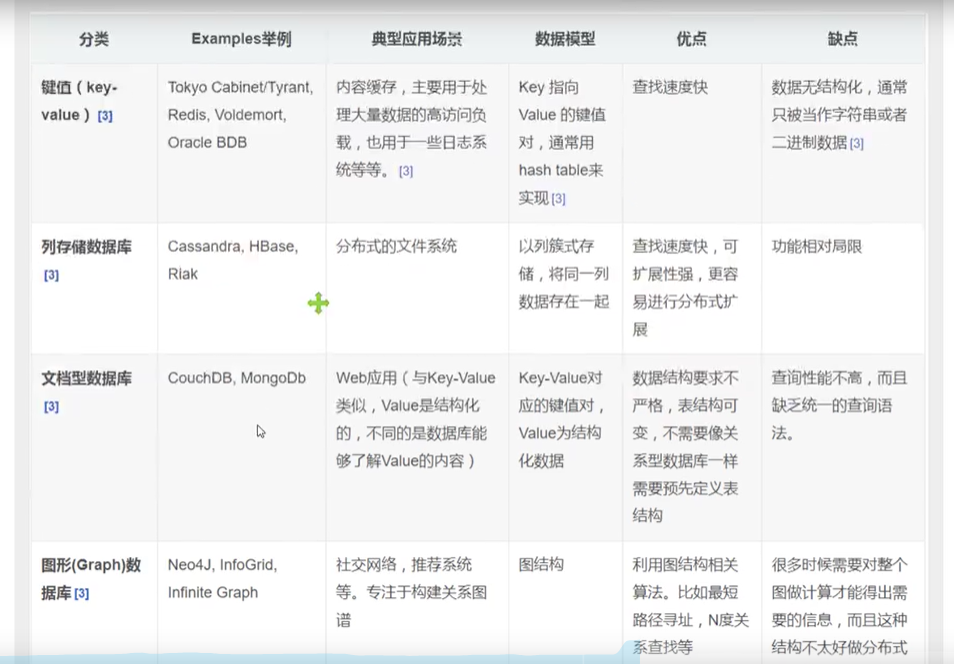 分类 Examples举例 典型应用场景 数据模型 优点 缺点
键值（key-
value）[3]
Tokyo Cabinet/Tyrant,
Redis, Voldemort,
Oracle BDB
内容缓存，主要用于处
理大量数据的高访问负
载，也用于一些日志系
统等等。[3]
Key 指向
Value 的键值
对，通常用
hash table来
实现[3]
查找速度快
数据无结构化，通常
只被当作字符串或者
二进制数据[3]
列存储数据库
[3]
Cassandra, HBase,
Riak
分布式的文件系统
以列簇式存
储，将同一列
数据存在一起
查找速度快，可
扩展性强，更容
易进行分布式扩
展
功能相对局限
文档型数据库
[3]
CouchDB, MongoDb
Web应用（与Key-Value
类似，Value是结构化
的，不同的是数据库能
够了解Value的内容）
Key-Value对
应的键值对，
Value为结构
化数据
数据结构要求不
严格，表结构可
变，不需要像关
系型数据库一样
需要预先定义表
结构
查询性能不高，而且
缺乏统一的查询语
法。
图形(Graph)数
据库[3]
Neo4J, InfoGrid,
Infinite Graph
社交网络，推荐系统
等。专注于构建关系图
谱
图结构
利用图结构相关
算法。比如最短
路径寻址，N度关
系查找等
很多时候需要对整个
图做计算才能得出需
要的信息，而且这种
结构不太好做分布式